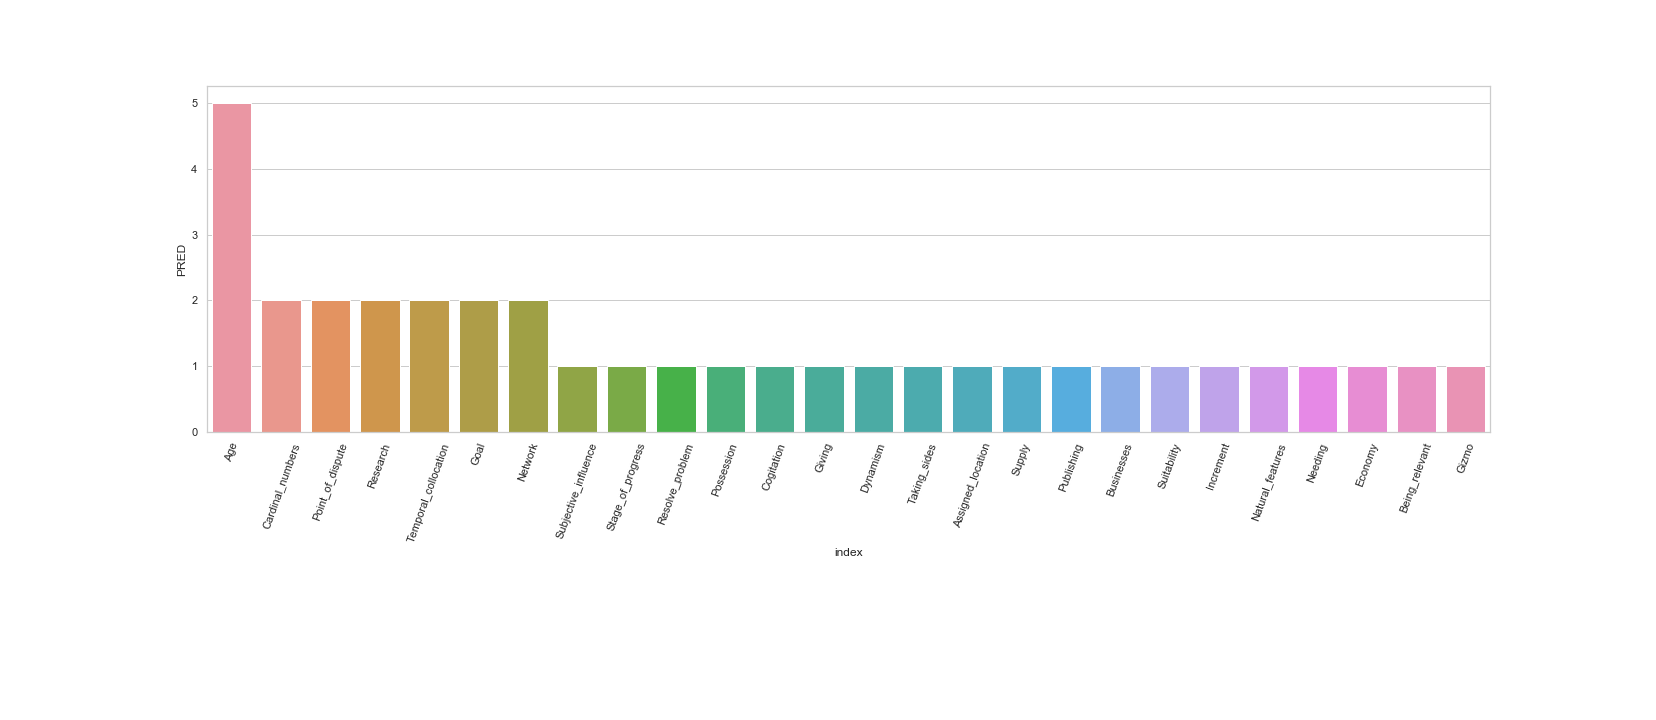 5
4
3
2
1
0
PRED
Age
Cardinal_numbers
Point_of_dispute
Research
Temporal_collocation
Goal
Network
Subjective_influence
Stage_of_progress
Resolve_problem
Possession
Cogitation
Giving
Dynamism
Taking_sides
Assigned_location
Supply
Publishing
Businesses
Suitability
Increment
Natural_features
Needing
Economy
Being_relevant
Gizmo
index